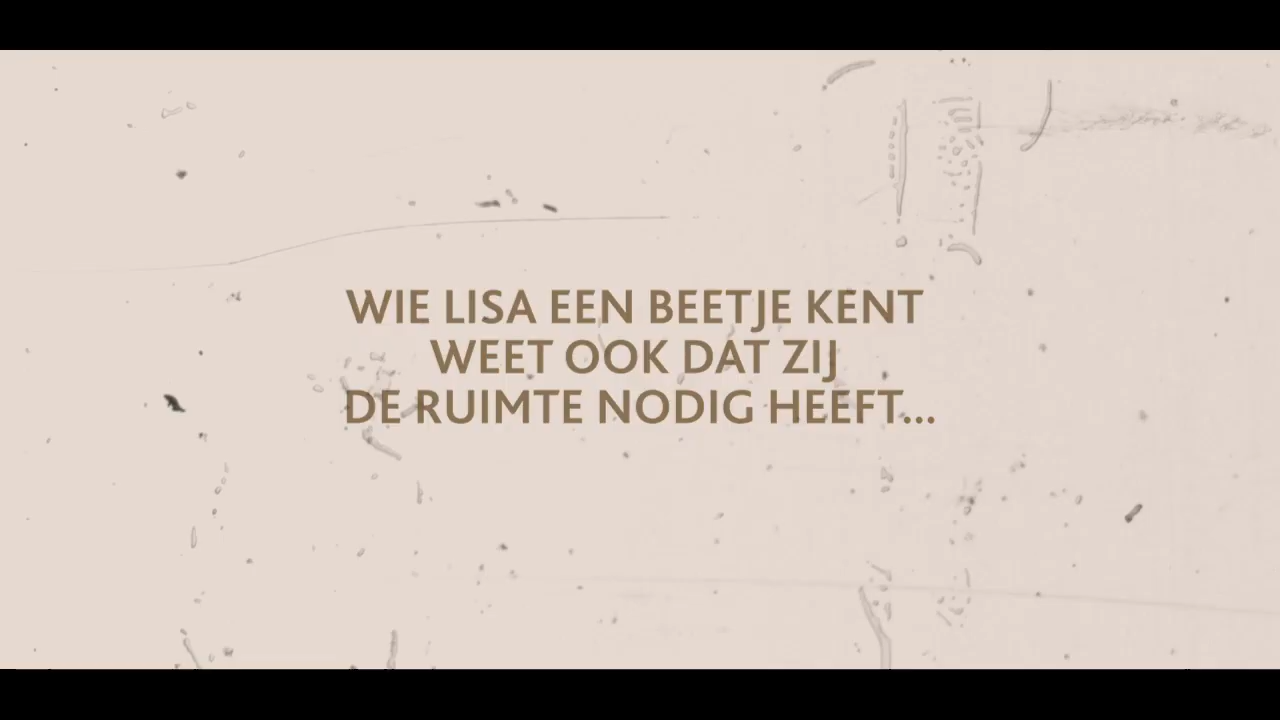 WIE LISA EEN BEETJE KENT
WEET OOK DAT ZIJ
DE RUIMTE NODIG HEEFT...